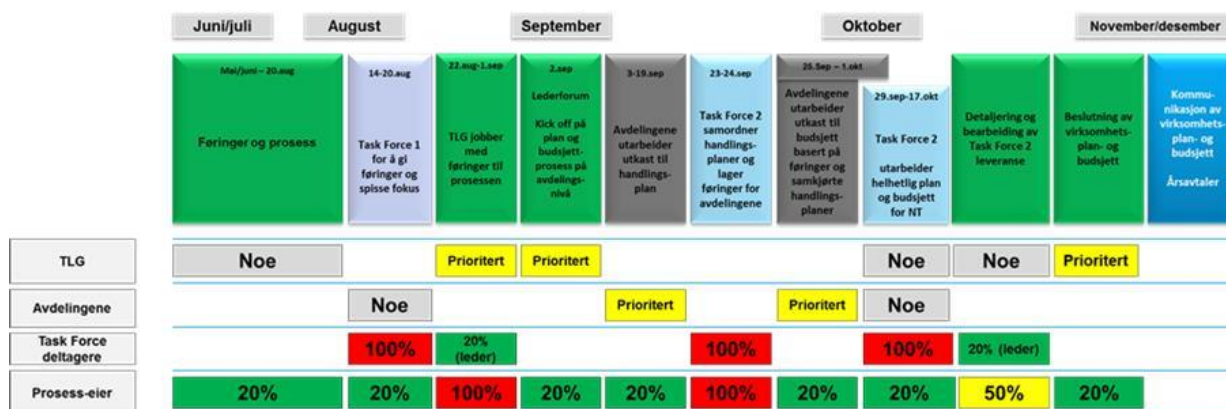 Juni/juli
August
September
Oktober
November/desember
Mai/juni – 20.aug
Føringer og prosess
14-20.aug
Task Force 1
for å gi
føringer og
spisse fokus
22.aug-1.sep
TLG jobber
med
føringer til
prosessen
2.sep
Lederforum
Kick off på
plan og
budsjett-
prosess på
avdelings-
nivå
3-19.sep
Avdelingene
utarbeider
utkast til
handlings-
plan
23-24.sep
Task Force 2
samordner
handlings-
planer og
lager
føringer for
avdelingene
25.Sep – 1.okt
Avdelingene
utarbeider
utkast til
budsjett
basert på
føringer og
samkjørte
handlings-
planer
29.sep-17.okt
Task Force 2
utarbeider
helhetlig plan
og budsjett
for NT
Detaljering og
bearbeiding av
Task Force 2
leveranse
Beslutning av
virksomhets-
plan- og
budsjett
Kommu-
nikasjon av
virksomhets-
plan- og
budsjett
Årsavtaler
TLG
Noe
Prioritert
Prioritert
Noe
Noe
Prioritert
Avdelingene
Noe
Prioritert
Prioritert
Noe
Task Force
deltagere
100%
20%
(leder)
100%
100%
20% (leder)
Prosess-eier
20%
20%
100%
20%
20%
100%
20%
20%
50%
20%